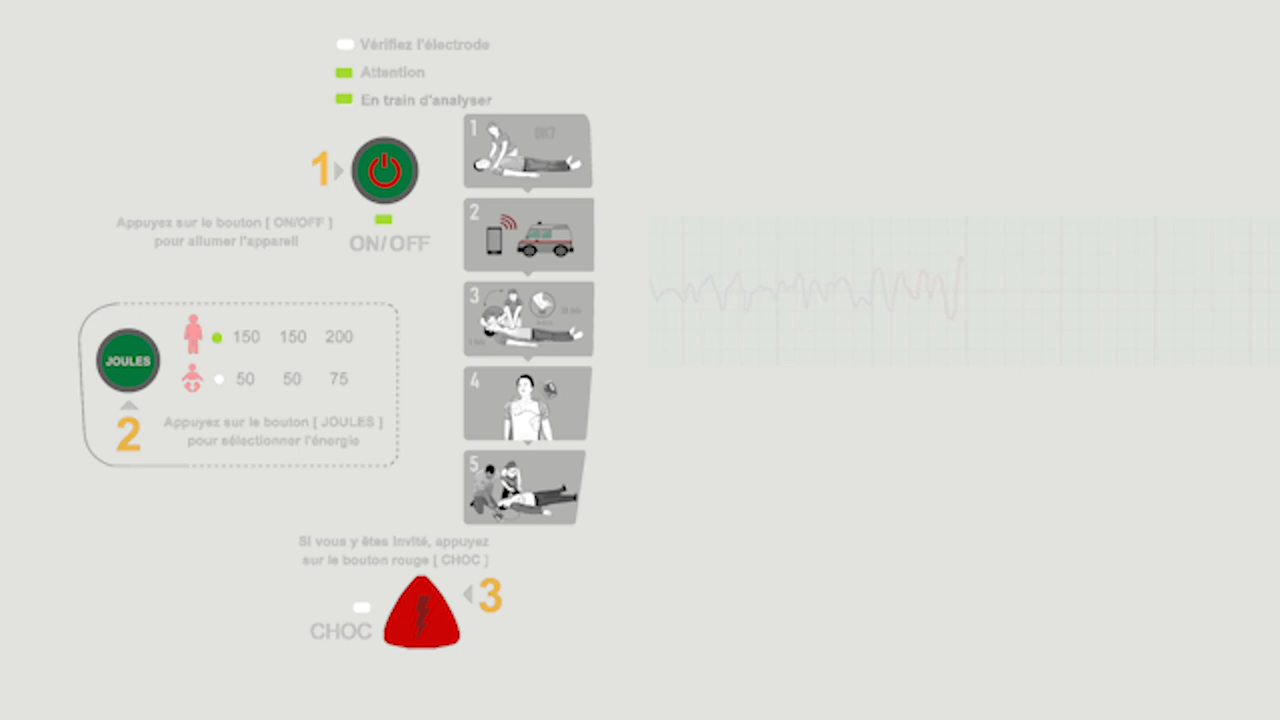 Vérifiez l'électrode
Attention
En train d'analyser
1
OK?
1
Appuyez sur le bouton [ ON/OFF ]
pour allumer l'appareil
ON/OFF
2
3
JOULES
150 150 200
50 50 75
2
Appuyez sur le bouton [ JOULES ]
pour sélectionner l'énergie
4
5
Si vous y êtes invité, appuyez
sur le bouton rouge [ CHOC ]
3
CHOC